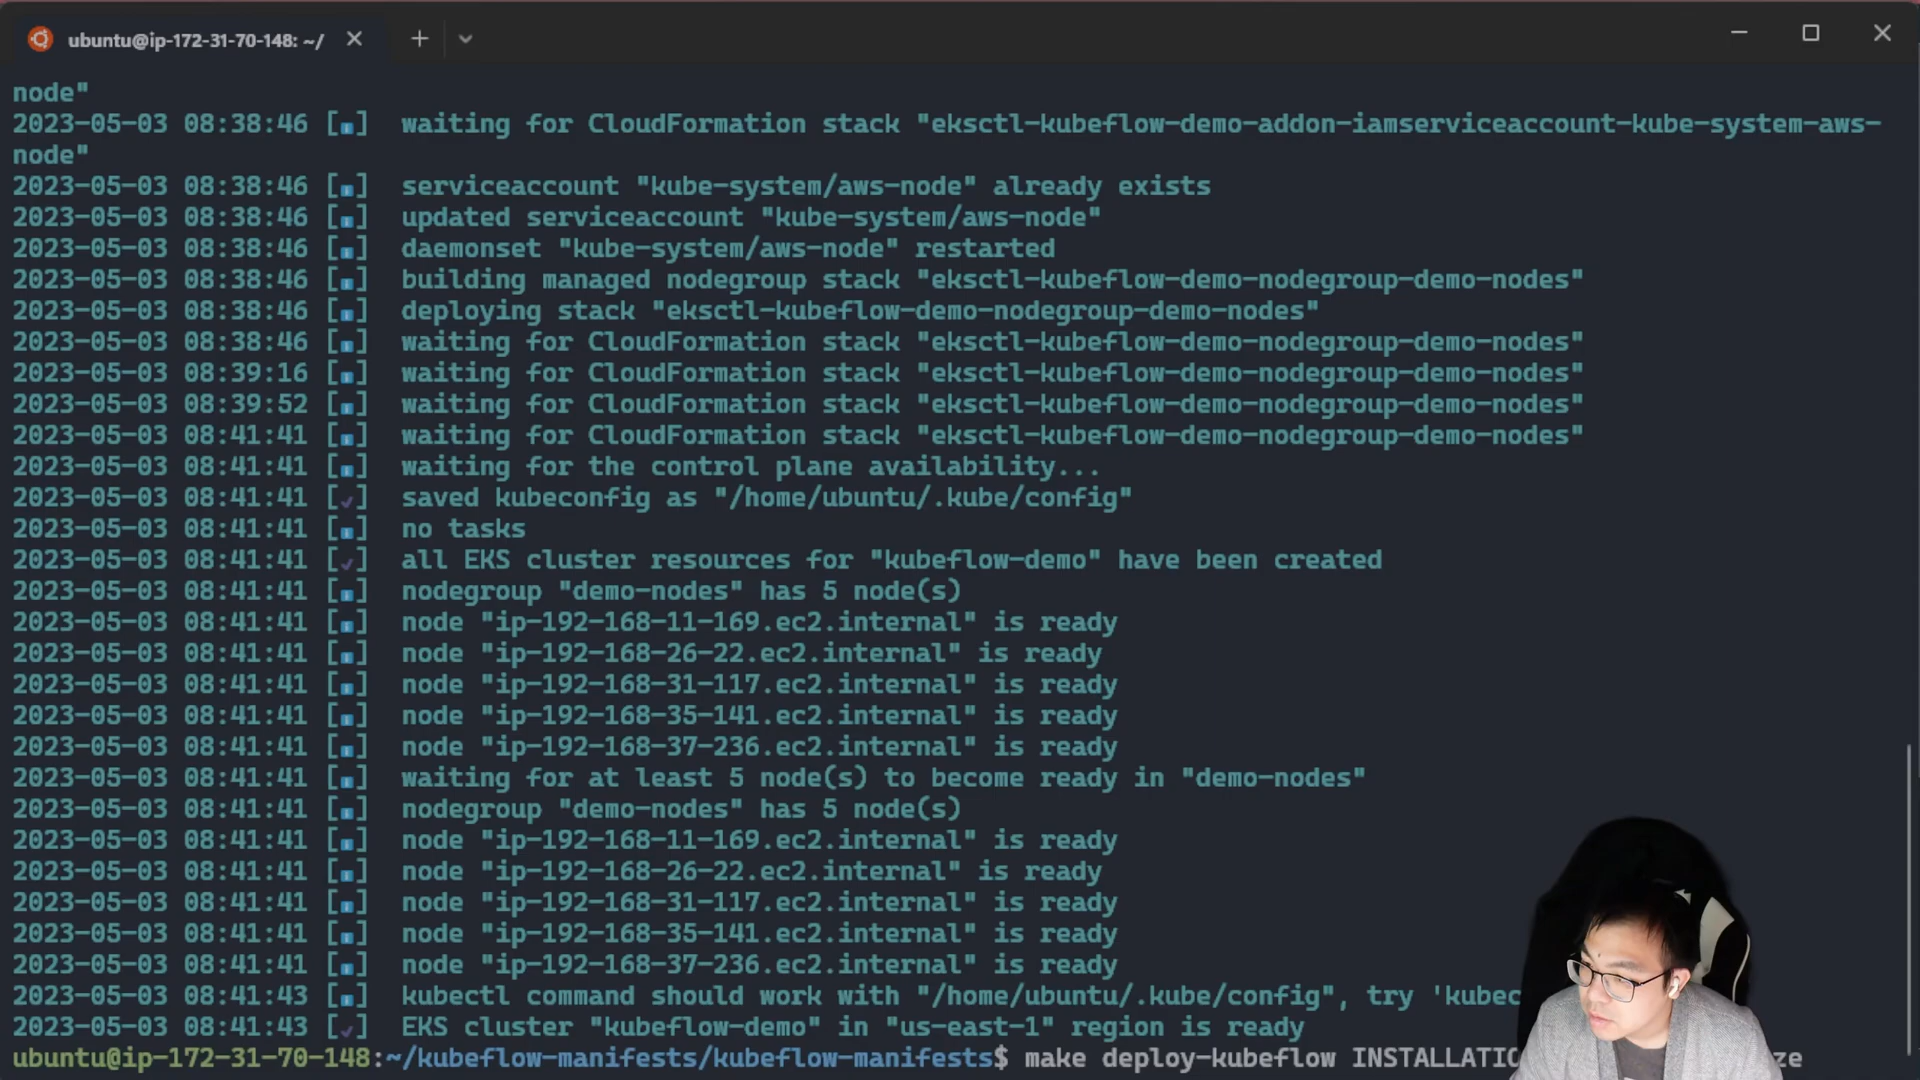 ubuntu@ip-172-31-70-148: ~/
node"
2023-05-03 08:38:46 [ℹ]  waiting for CloudFormation stack "eksctl-kubeflow-demo-addon-iamserviceaccount-kube-system-aws-
node"
2023-05-03 08:38:46 [ℹ]  serviceaccount "kube-system/aws-node" already exists
2023-05-03 08:38:46 [ℹ]  updated serviceaccount "kube-system/aws-node"
2023-05-03 08:38:46 [ℹ]  daemonset "kube-system/aws-node" restarted
2023-05-03 08:38:46 [ℹ]  building managed nodegroup stack "eksctl-kubeflow-demo-nodegroup-demo-nodes"
2023-05-03 08:38:46 [ℹ]  deploying stack "eksctl-kubeflow-demo-nodegroup-demo-nodes"
2023-05-03 08:38:46 [ℹ]  waiting for CloudFormation stack "eksctl-kubeflow-demo-nodegroup-demo-nodes"
2023-05-03 08:39:16 [ℹ]  waiting for CloudFormation stack "eksctl-kubeflow-demo-nodegroup-demo-nodes"
2023-05-03 08:39:52 [ℹ]  waiting for CloudFormation stack "eksctl-kubeflow-demo-nodegroup-demo-nodes"
2023-05-03 08:41:41 [ℹ]  waiting for CloudFormation stack "eksctl-kubeflow-demo-nodegroup-demo-nodes"
2023-05-03 08:41:41 [ℹ]  waiting for the control plane availability...
2023-05-03 08:41:41 [✓]  saved kubeconfig as "/home/ubuntu/.kube/config"
2023-05-03 08:41:41 [ℹ]  no tasks
2023-05-03 08:41:41 [✓]  all EKS cluster resources for "kubeflow-demo" have been created
2023-05-03 08:41:41 [ℹ]  nodegroup "demo-nodes" has 5 node(s)
2023-05-03 08:41:41 [ℹ]  node "ip-192-168-11-169.ec2.internal" is ready
2023-05-03 08:41:41 [ℹ]  node "ip-192-168-26-22.ec2.internal" is ready
2023-05-03 08:41:41 [ℹ]  node "ip-192-168-31-117.ec2.internal" is ready
2023-05-03 08:41:41 [ℹ]  node "ip-192-168-35-141.ec2.internal" is ready
2023-05-03 08:41:41 [ℹ]  node "ip-192-168-37-236.ec2.internal" is ready
2023-05-03 08:41:41 [ℹ]  waiting for at least 5 node(s) to become ready in "demo-nodes"
2023-05-03 08:41:41 [ℹ]  nodegroup "demo-nodes" has 5 node(s)
2023-05-03 08:41:41 [ℹ]  node "ip-192-168-11-169.ec2.internal" is ready
2023-05-03 08:41:41 [ℹ]  node "ip-192-168-26-22.ec2.internal" is ready
2023-05-03 08:41:41 [ℹ]  node "ip-192-168-31-117.ec2.internal" is ready
2023-05-03 08:41:41 [ℹ]  node "ip-192-168-35-141.ec2.internal" is ready
2023-05-03 08:41:41 [ℹ]  node "ip-192-168-37-236.ec2.internal" is ready
2023-05-03 08:41:43 [ℹ]  kubectl command should work with "/home/ubuntu/.kube/config", try 'kubec
2023-05-03 08:41:43 [✓]  EKS cluster "kubeflow-demo" in "us-east-1" region is ready
ubuntu@ip-172-31-70-148:~/kubeflow-manifests/kubeflow-manifests$ make deploy-kubeflow INSTALLATIO ze